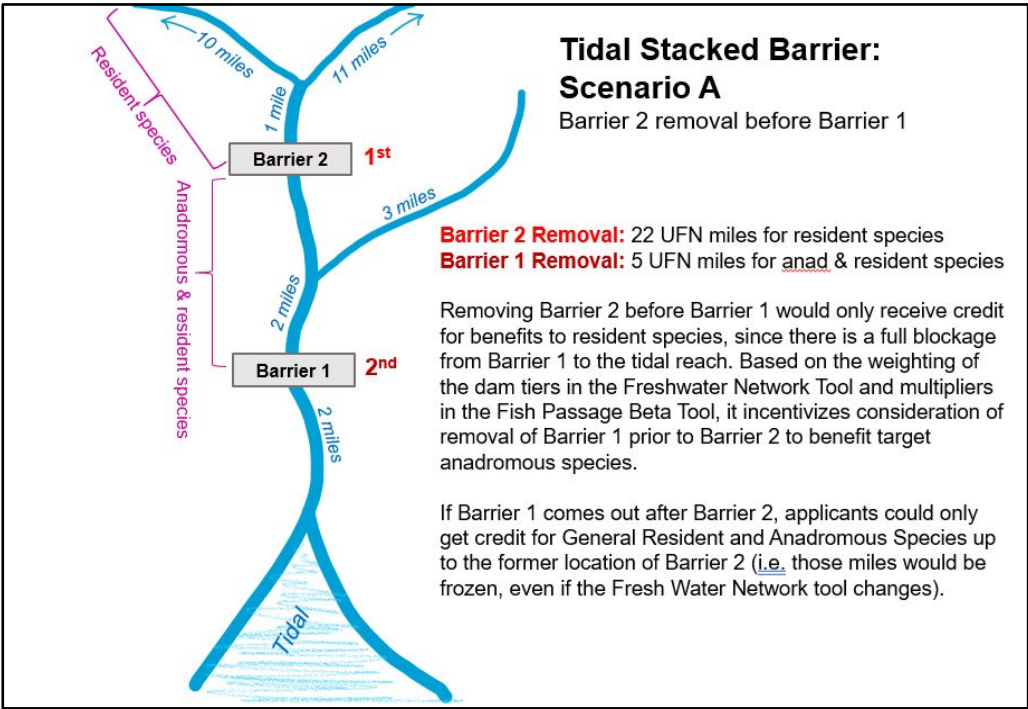 Tidal Stacked Barrier:
Scenario A
Barrier 2 removal before Barrier 1
10 miles
11 miles
Resident species
1 mile
Barrier 2
1st
Anadromous & resident species
3 miles
2 miles
Barrier 1
2nd
2 miles
Tidal
Barrier 2 Removal: 22 UFN miles for resident species
Barrier 1 Removal: 5 UFN miles for anad & resident species
Removing Barrier 2 before Barrier 1 would only receive credit
for benefits to resident species, since there is a full blockage
from Barrier 1 to the tidal reach. Based on the weighting of
the dam tiers in the Freshwater Network Tool and multipliers
in the Fish Passage Beta Tool, it incentivizes consideration of
removal of Barrier 1 prior to Barrier 2 to benefit target
anadromous species.
If Barrier 1 comes out after Barrier 2, applicants could only
get credit for General Resident and Anadromous Species up
to the former location of Barrier 2 (i.e. those miles would be
frozen, even if the Fresh Water Network tool changes).